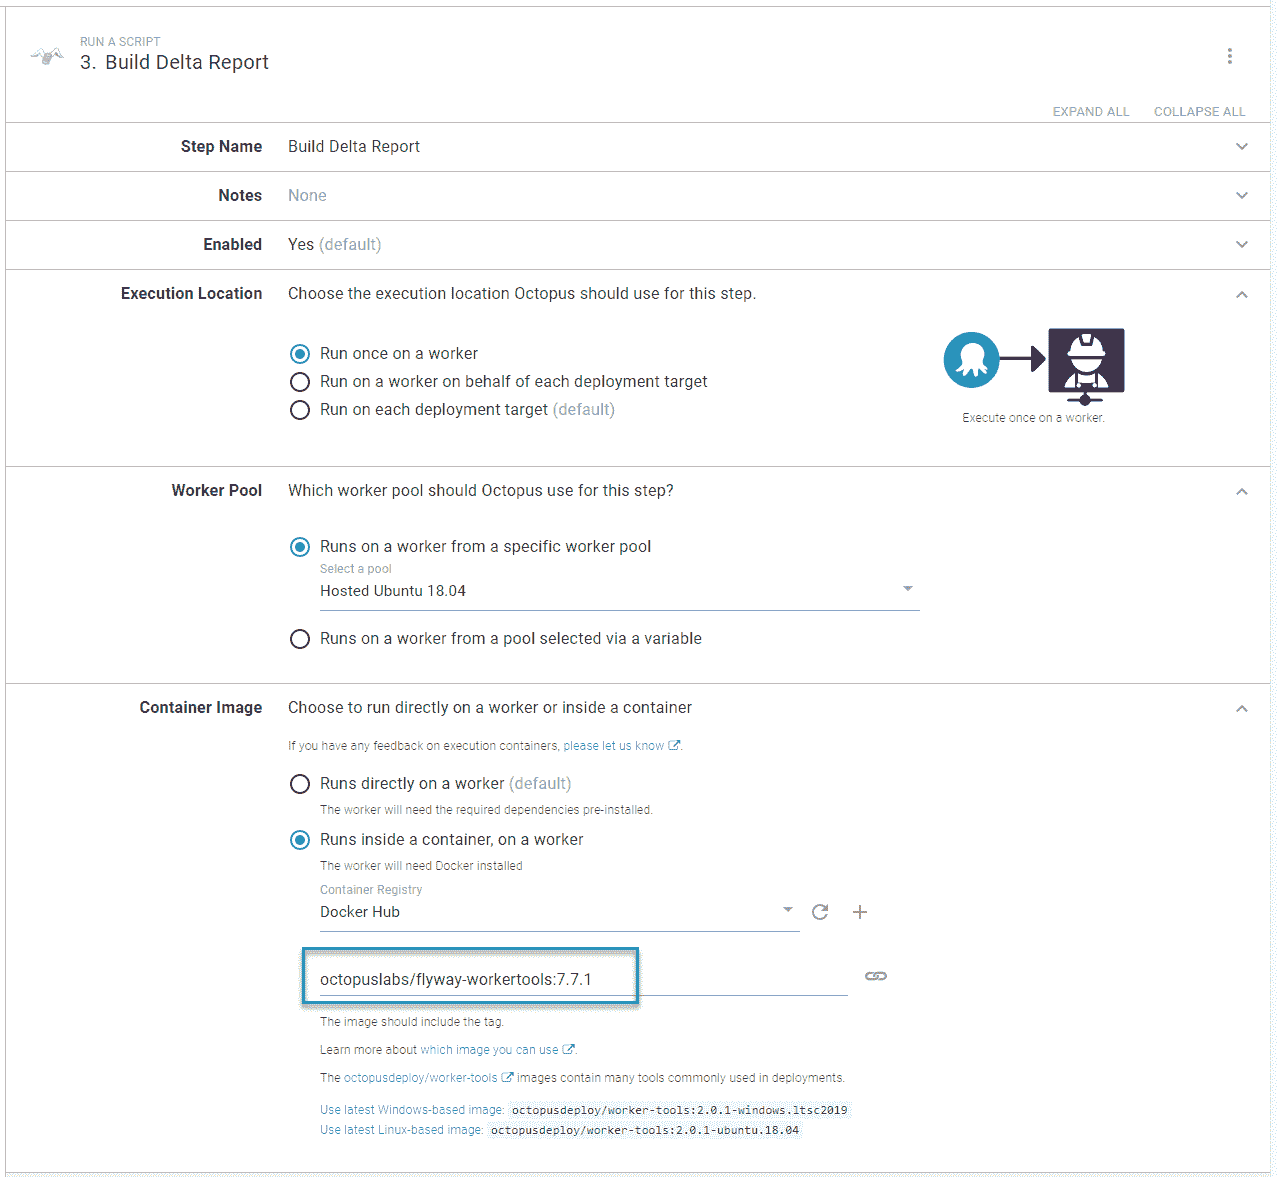 RUN A SCRIPT
3. Build Delta Report
EXPAND ALL COLLAPSE ALL
Step Name Build Delta Report
Notes None
Enabled Yes (default)
Execution Location Choose the execution location Octopus should use for this step.
Run once on a worker
Run on a worker on behalf of each deployment target
Run on each deployment target (default)
Execute once on a worker.
Worker Pool Which worker pool should Octopus use for this step?
Runs on a worker from a specific worker pool
Select a pool
Hosted Ubuntu 18.04
Runs on a worker from a pool selected via a variable
Container Image Choose to run directly on a worker or inside a container
If you have any feedback on execution containers, please let us know.
Runs directly on a worker (default)
The worker will need the required dependencies pre-installed.
Runs inside a container, on a worker
The worker will need Docker installed
Container Registry
Docker Hub
octopuslabs/flyway-workertools:7.7.1
The image should include the tag.
Learn more about which image you can use.
The octopusdeploy/worker-tools images contain many tools commonly used in deployments.
Use latest Windows-based image: octopusdeploy/worker-tools:2.0.1-windows.ltsc2019
Use latest Linux-based image: octopusdeploy/worker-tools:2.0.1-ubuntu.18.04